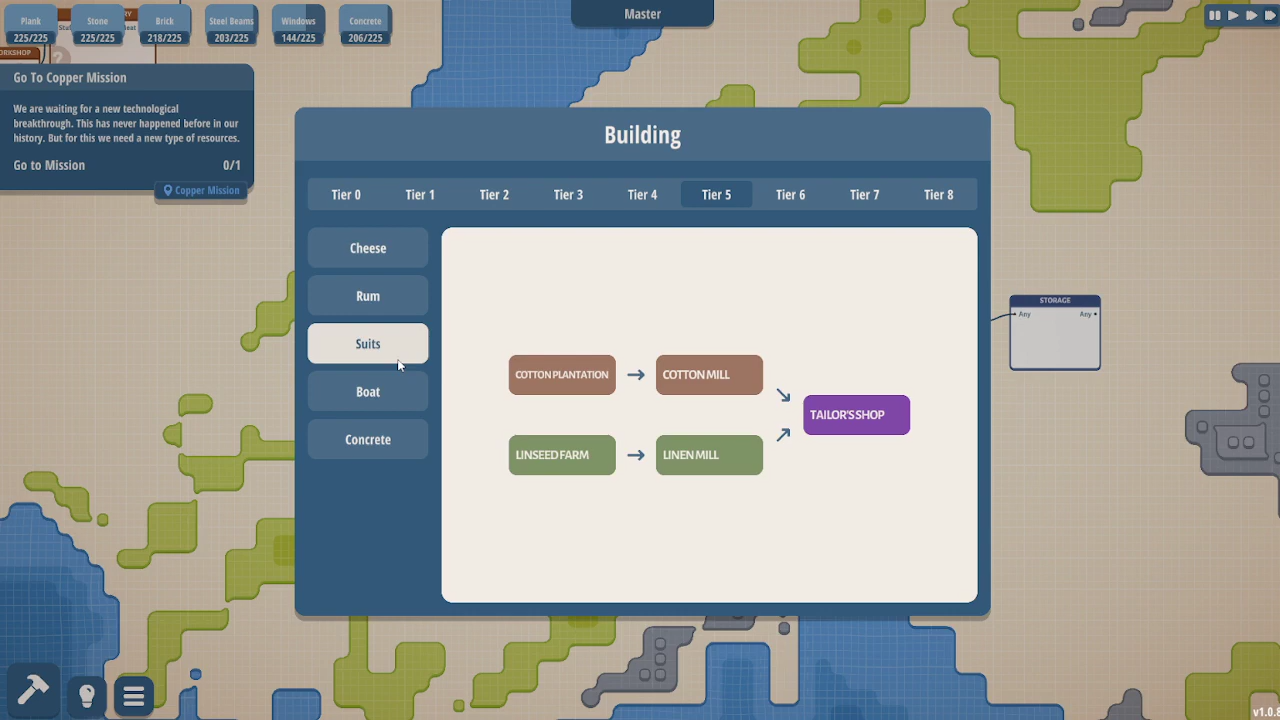 Plank
225/225
Stone
225/225
Brick
218/225
Steel Beams
203/225
Windows
144/225
Concrete
206/225
Master
Go To Copper Mission
We are waiting for a new technological
breakthrough. This has never happened before in our
history. But for this we need a new type of resources.
Go to Mission 0/1
Copper Mission
Building
Tier 0 Tier 1 Tier 2 Tier 3 Tier 4 Tier 5 Tier 6 Tier 7 Tier 8
Cheese
Rum
Suits
Boat
Concrete
COTTON PLANTATION
COTTON MILL
TAILOR'S SHOP
LINSEED FARM
LINEN MILL
STORAGE
Any Any